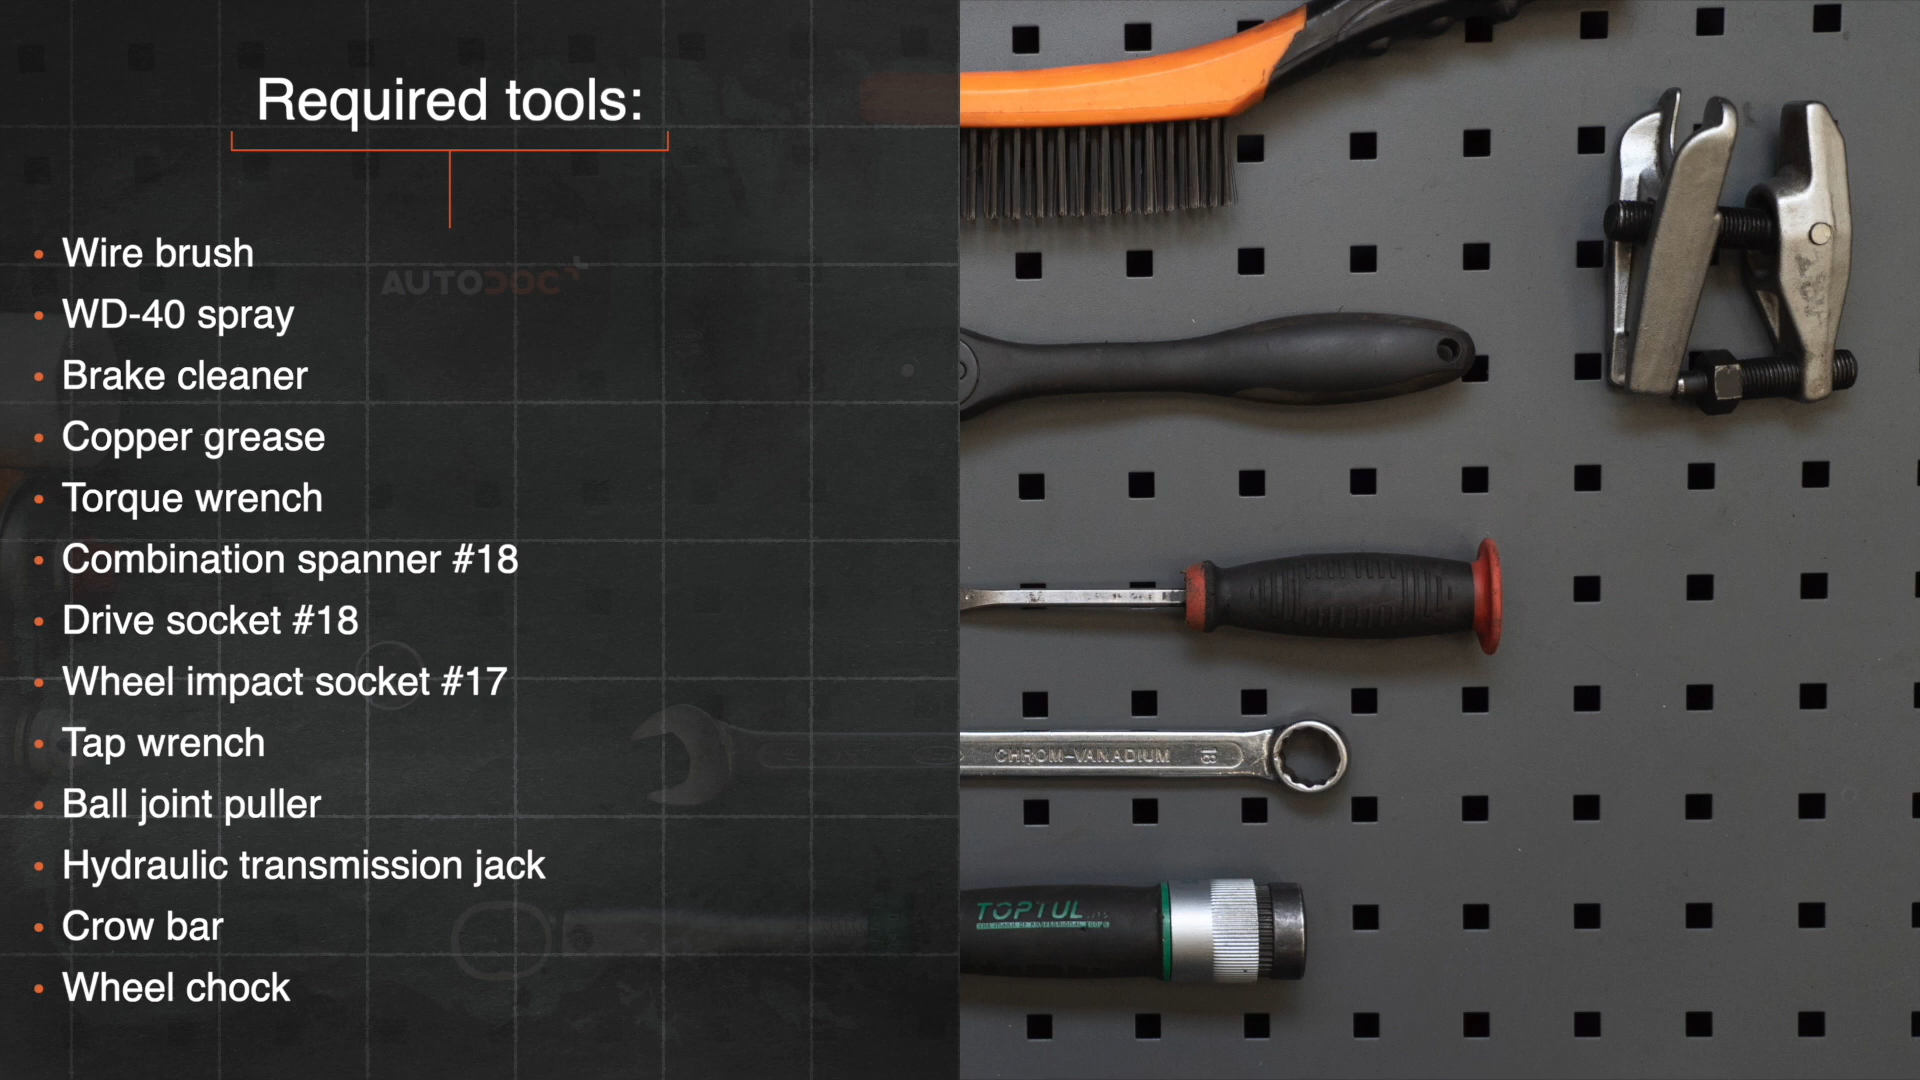 Required tools:
Wire brush
AUTODOC
WD-40 spray
Brake cleaner
Copper grease
Torque wrench
Combination spanner #18
Drive socket #18
Wheel impact socket #17
Tap wrench
CHROM-VANADIUM 18
Ball joint puller
Hydraulic transmission jack
TOPTUL
Crow bar
Wheel chock